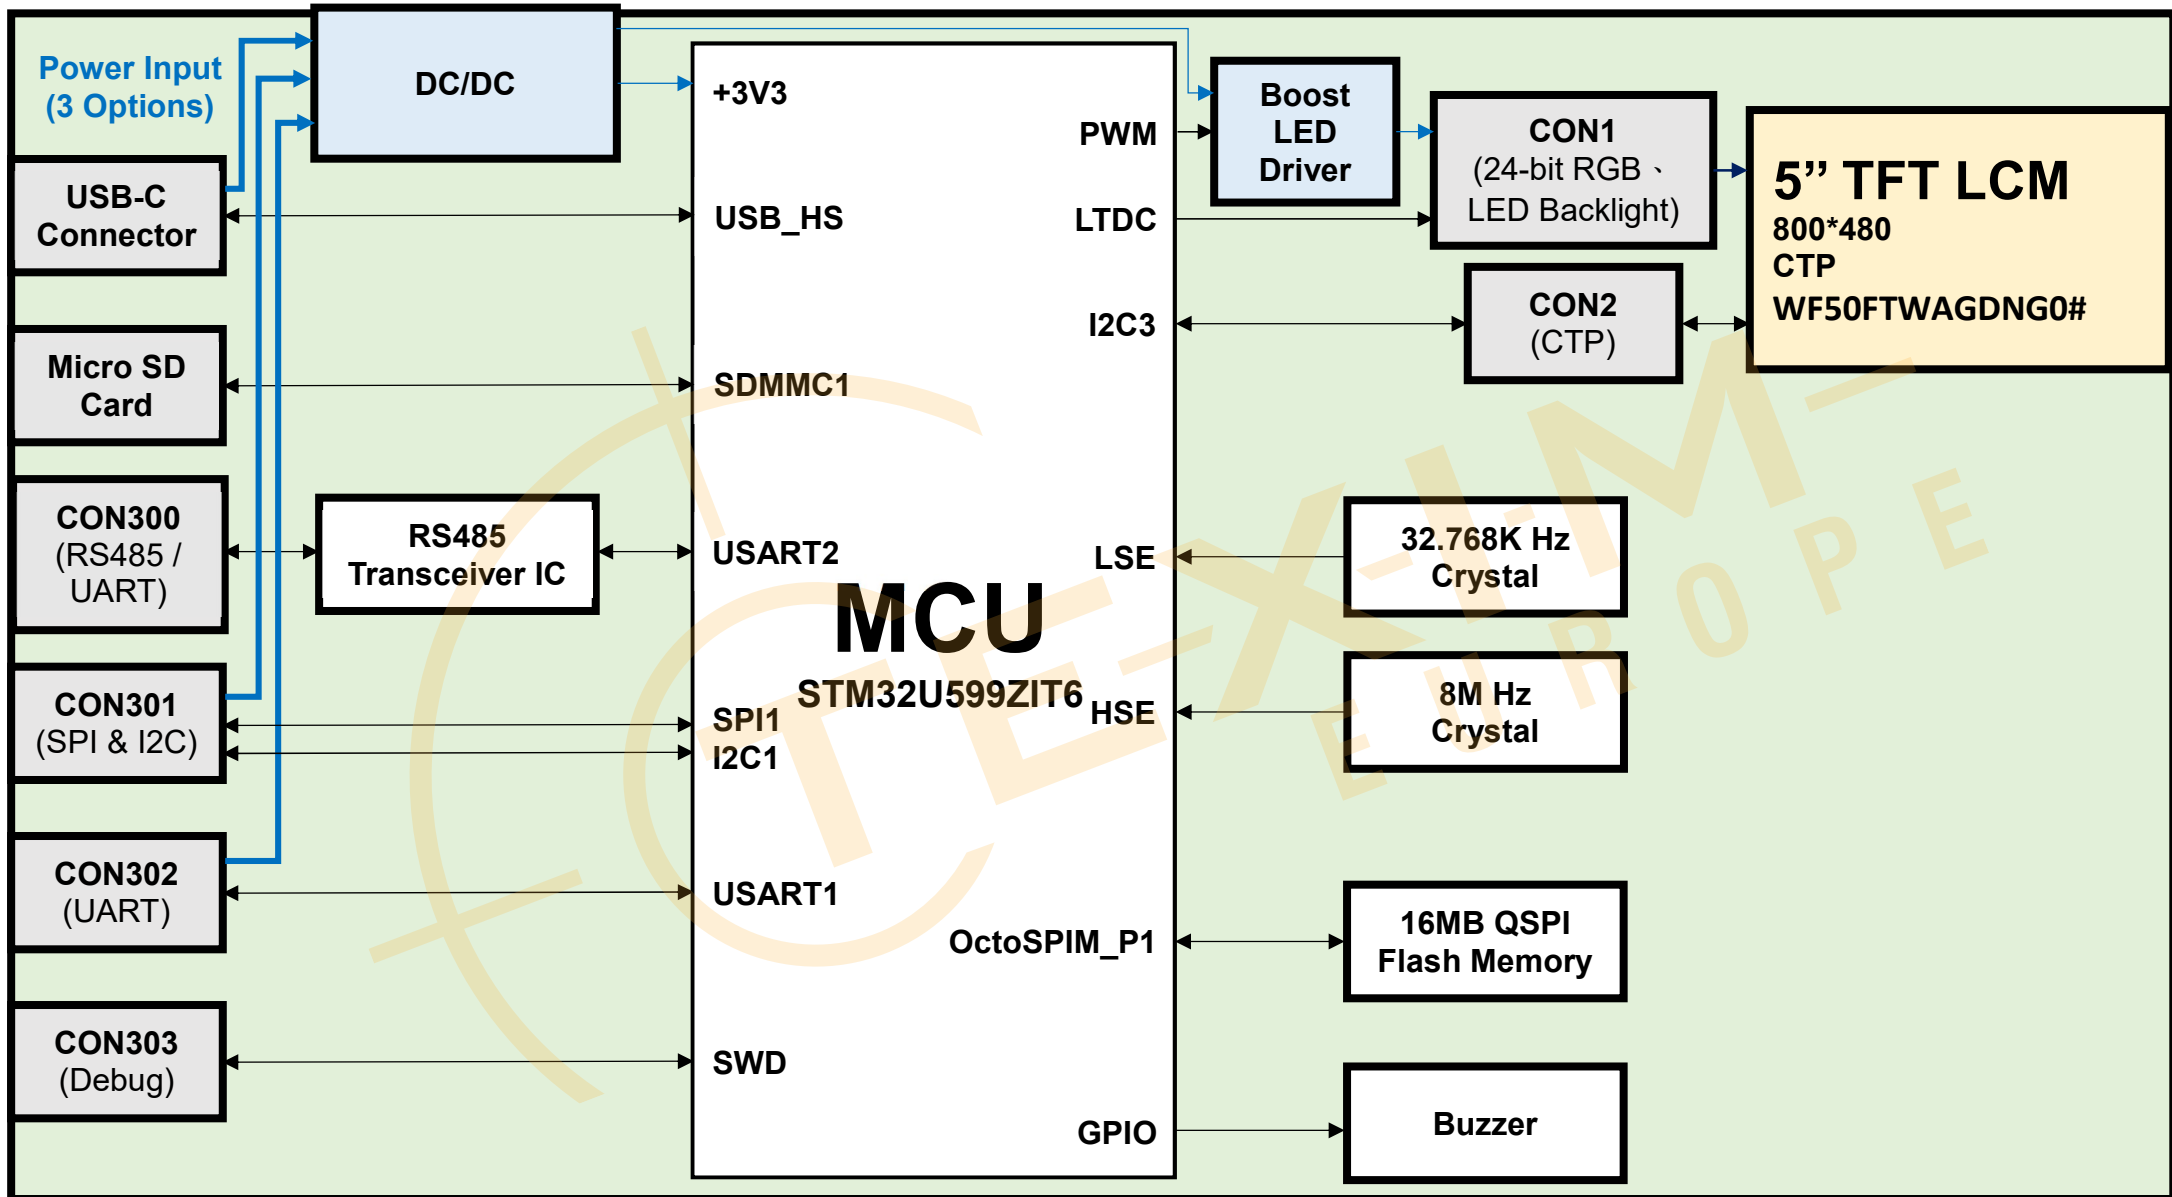 Power Input
(3 Options)
DC/DC
USB-C
Connector
Micro SD
Card
CON300
(RS485 /
UART)
RS485
Transceiver IC
CON301
(SPI & I2C)
CON302
(UART)
CON303
(Debug)
+3V3
USB_HS
SDMMC1
USART2
SPI1
I2C1
USART1
SWD
MCU
STM32U599ZIT6
PWM
LTDC
I2C3
LSE
HSE
OctoSPIM_P1
GPIO
Boost
LED
Driver
CON1
(24-bit RGB、
LED Backlight)
CON2
(CTP)
5” TFT LCM
800*480
CTP
WF50FTWAGDNG0#
32.768K Hz
Crystal
8M Hz
Crystal
16MB QSPI
Flash Memory
Buzzer
TEXIM
EUROPE